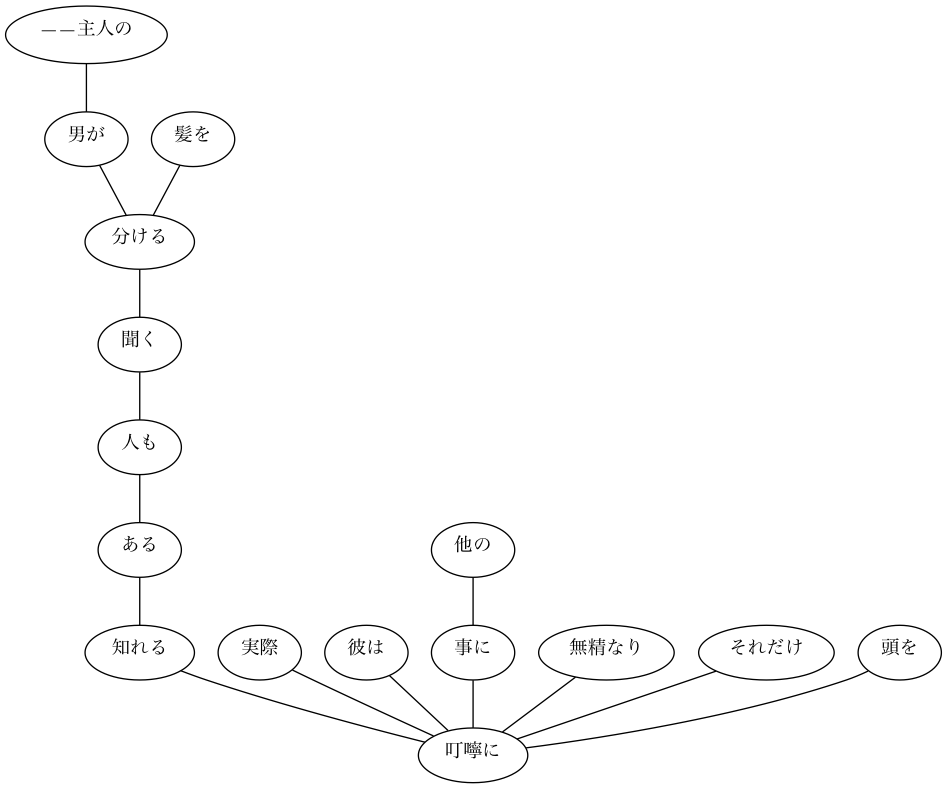 ――主人の
男が 髪を
分ける
聞く
人も
ある 他の
知れる 実際 彼は 事に 無精なり それだけ 頭を
叮嚀に